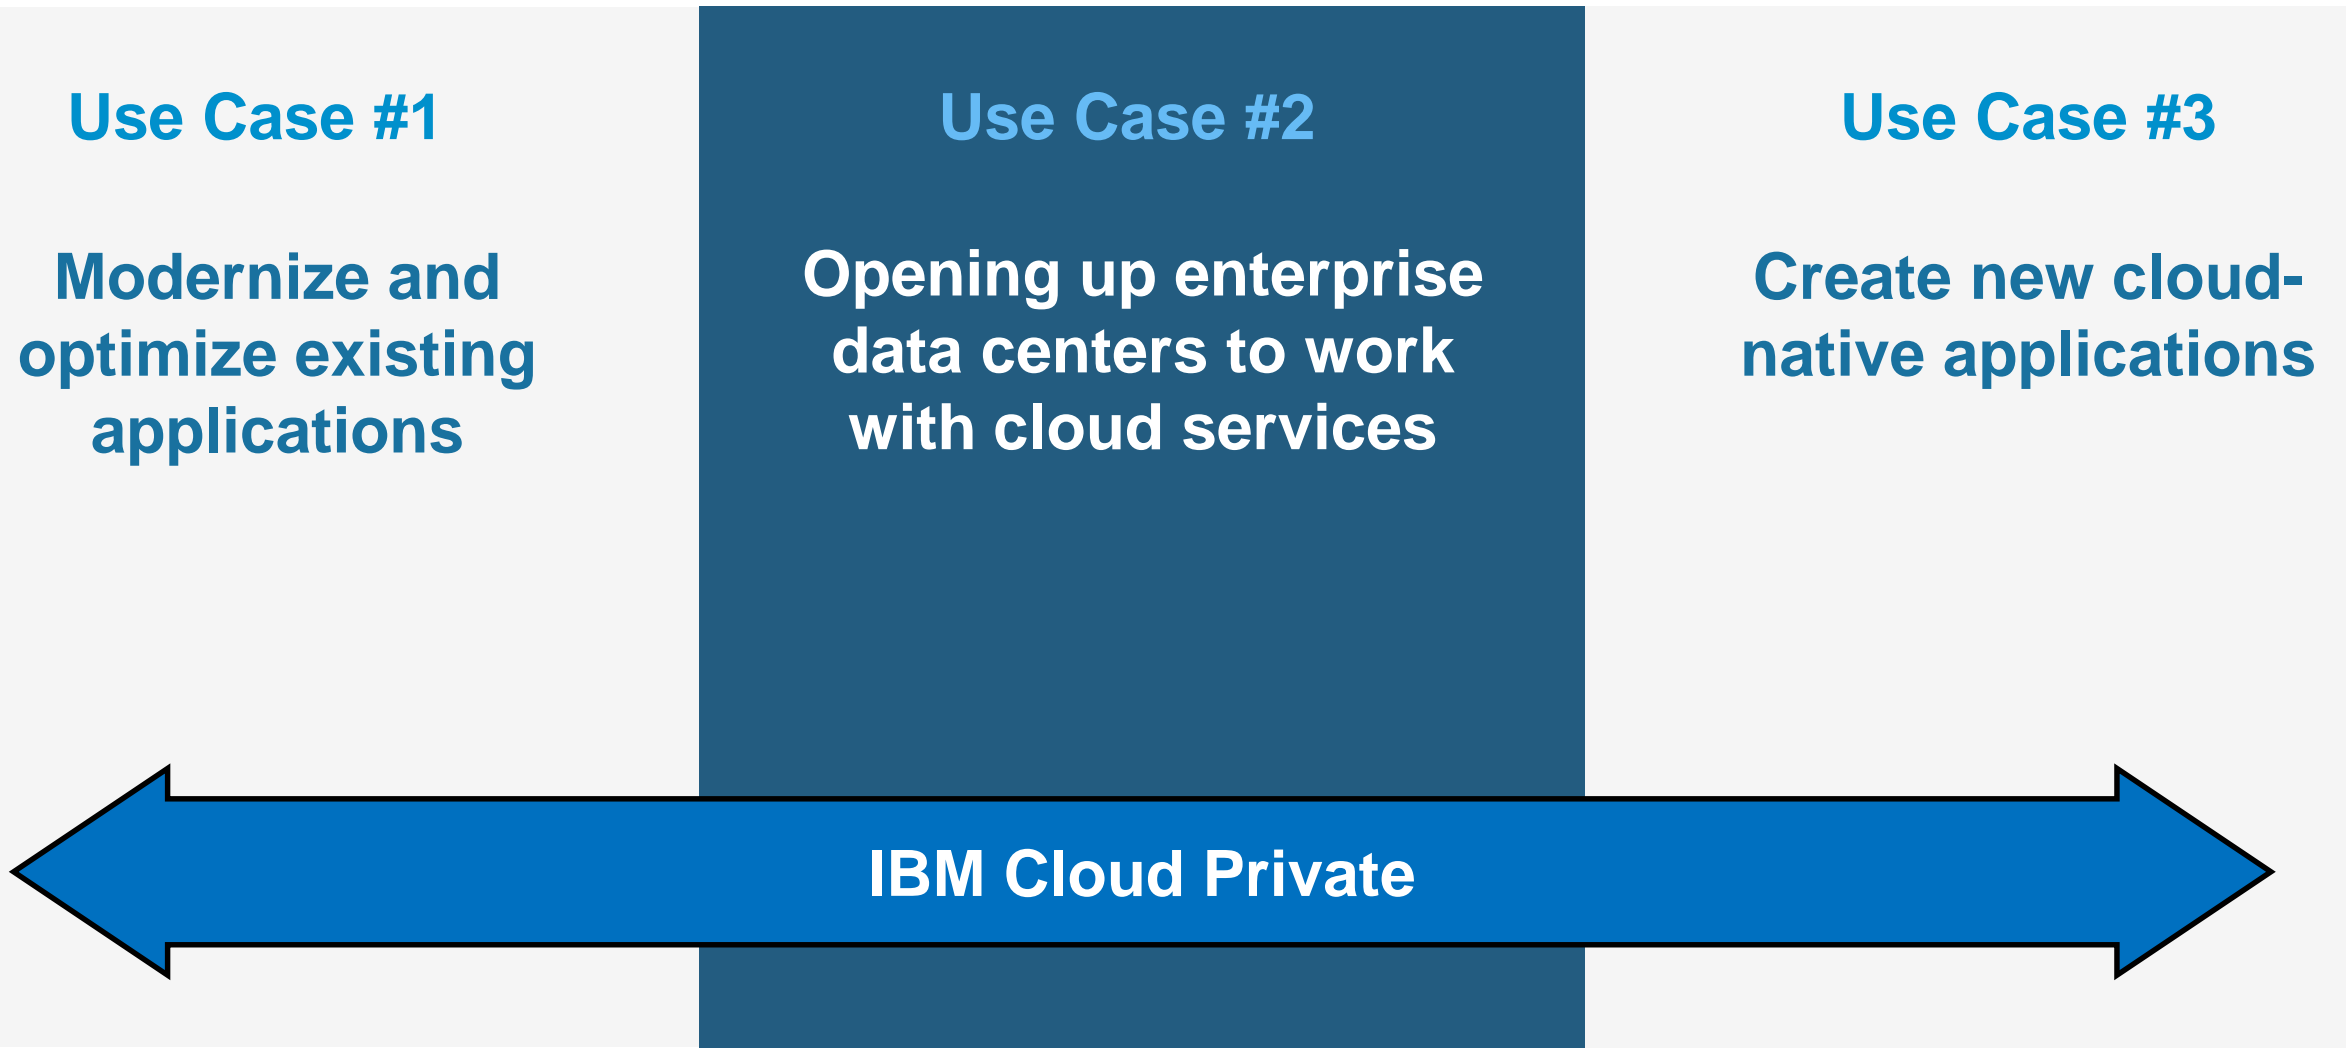 Use Case #1
Modernize and
optimize existing
applications
Use Case #2
Opening up enterprise
data centers to work
with cloud services
Use Case #3
Create new cloud-
native applications
IBM Cloud Private